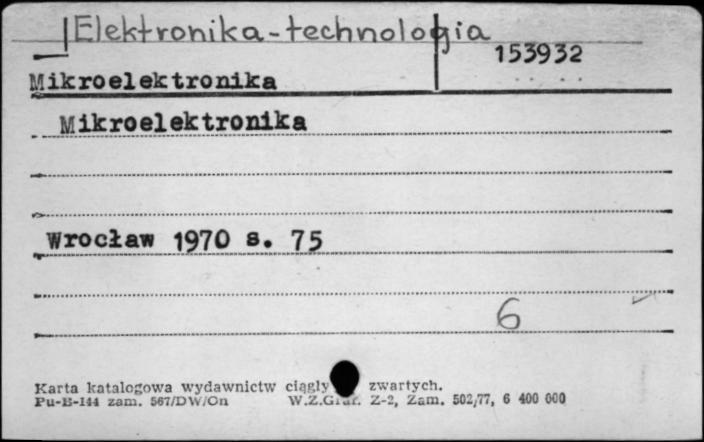 Elektronika-technologia
153932
Mikroelektronika
Mikroelektronika
Wrocław 1970 s. 75
6
Karta katalogowa wydawnictw zwartych.
Pu-B-144 zam. 567/DW/On W.Z.Graf. Z-2, Zam. 502/77, 6 400 000